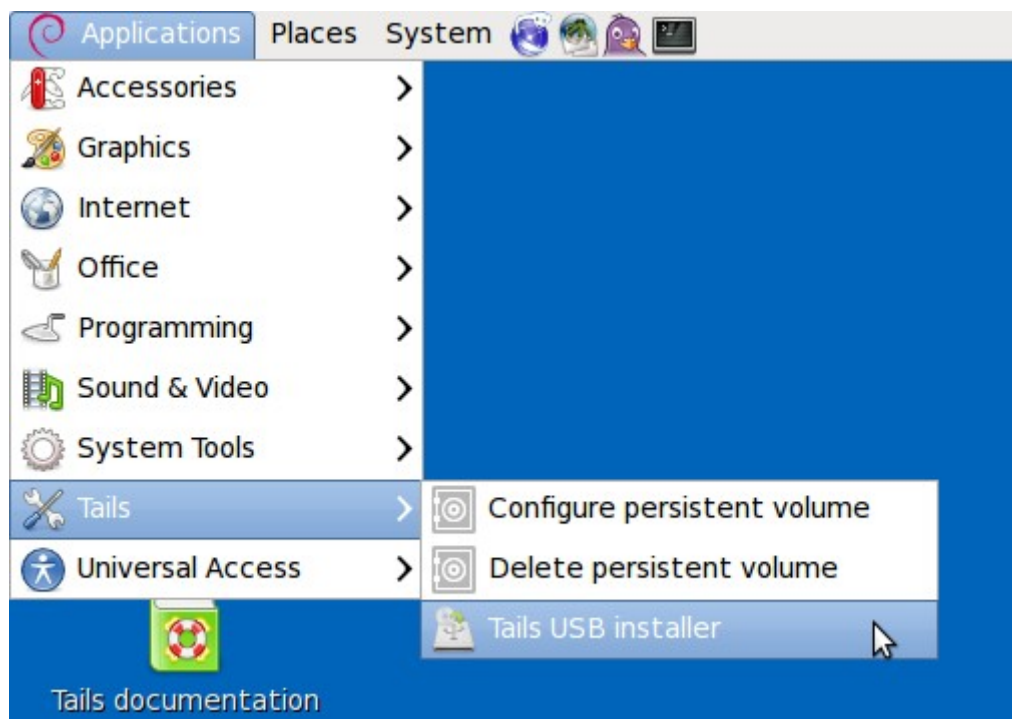 Applications Places System
Accessories
Graphics
Internet
Office
Programming
Sound & Video
System Tools
Tails
Configure persistent volume
Universal Access
Delete persistent volume
Tails USB installer
Tails documentation